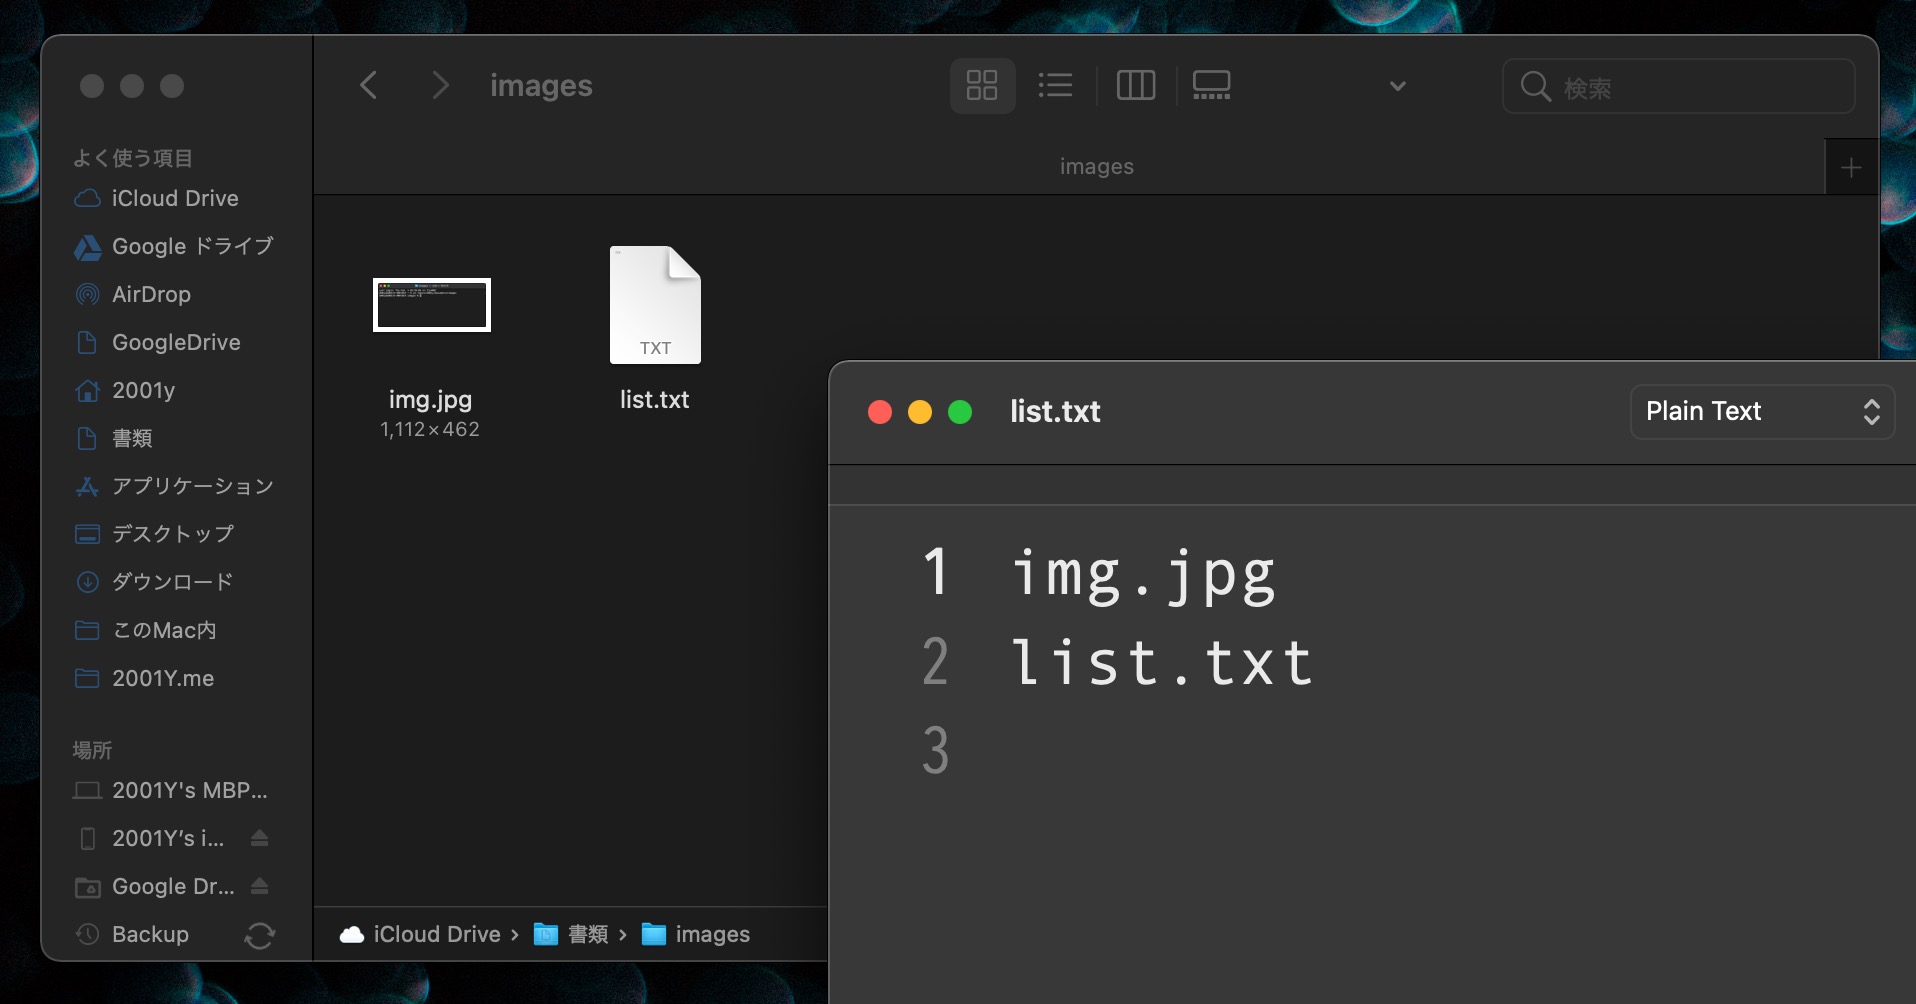 images
検索
images
よく使う項目
iCloud Drive
Google ドライブ
AirDrop
GoogleDrive
2001y
書類
アプリケーション
デスクトップ
ダウンロード
このMac内
2001Y.me
場所
2001Y's MBP...
2001Y’s i...
Google Dr...
Backup
TXT
img.jpg
1,112×462
list.txt
iCloud Drive › 書類 › images
list.txt
Plain Text
1 img.jpg
2 list.txt
3